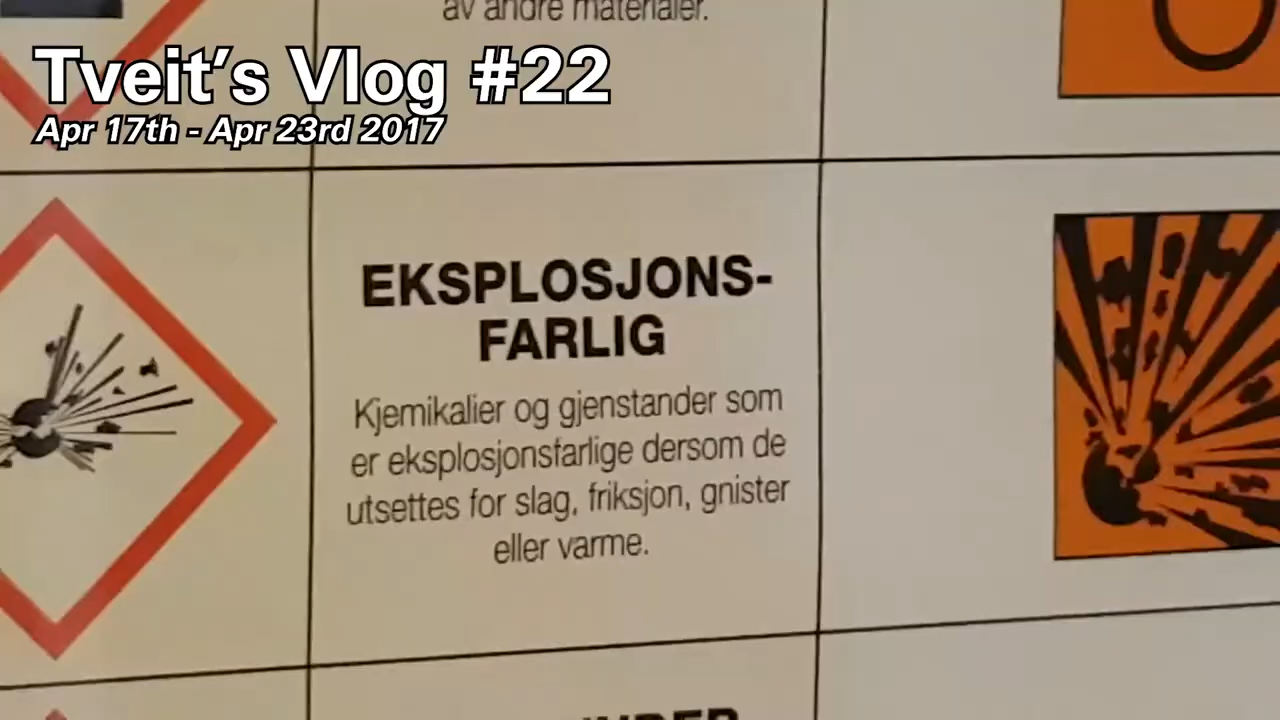 av andre materialer.
Tveit's Vlog #22
Apr 17th - Apr 23rd 2017
EKSPLOSJONS-
FARLIG
Kjemikalier og gjenstander som
er eksplosjonsfarlige dersom de
utsettes for slag, friksjon, gnister
eller varme.